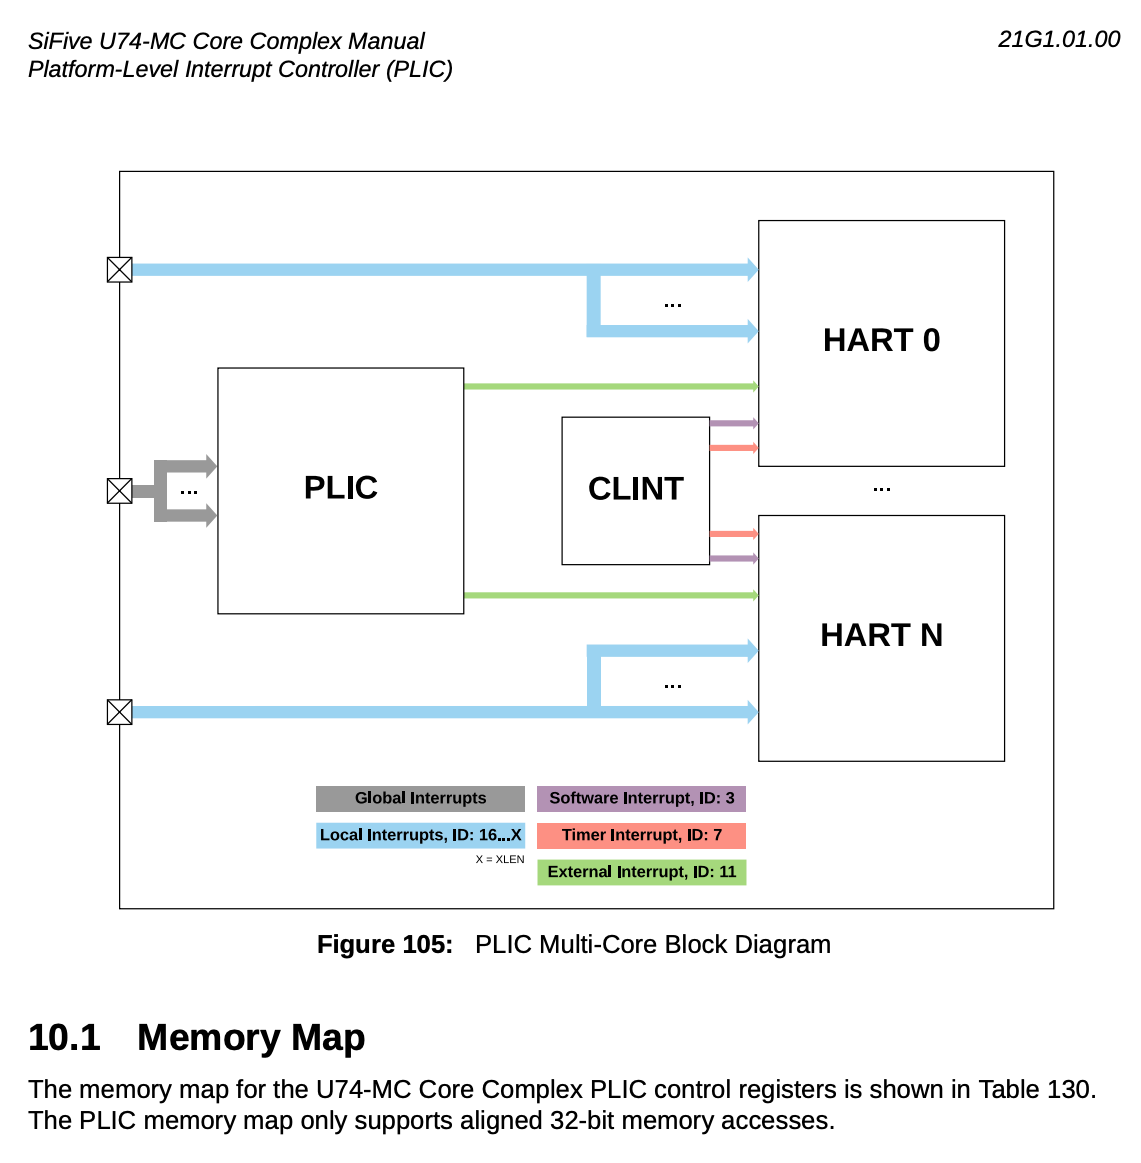 SiFive U74-MC Core Complex Manual
21G1.01.00
Platform-Level Interrupt Controller (PLIC)
...
HART 0
PLIC
...
CLINT
...
HART N
...
Global Interrupts
Software Interrupt, ID: 3
Local Interrupts, ID: 16...X
Timer Interrupt, ID: 7
X = XLEN
External Interrupt, ID: 11
Figure 105: PLIC Multi-Core Block Diagram
10.1 Memory Map
The memory map for the U74-MC Core Complex PLIC control registers is shown in Table 130.
The PLIC memory map only supports aligned 32-bit memory accesses.